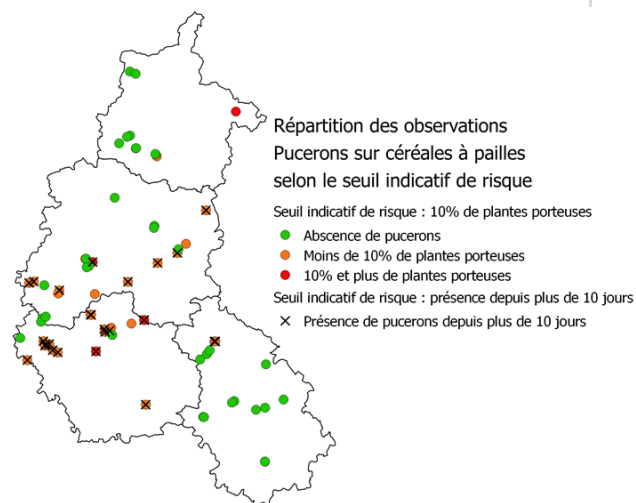 Répartition des observations
Pucerons sur céréales à pailles
selon le seuil indicatif de risque
Seuil indicatif de risque : 10% de plantes porteuses
Abscence de pucerons
Moins de 10% de plantes porteuses
10% et plus de plantes porteuses
Seuil indicatif de risque : présence depuis plus de 10 jours
Présence de pucerons depuis plus de 10 jours